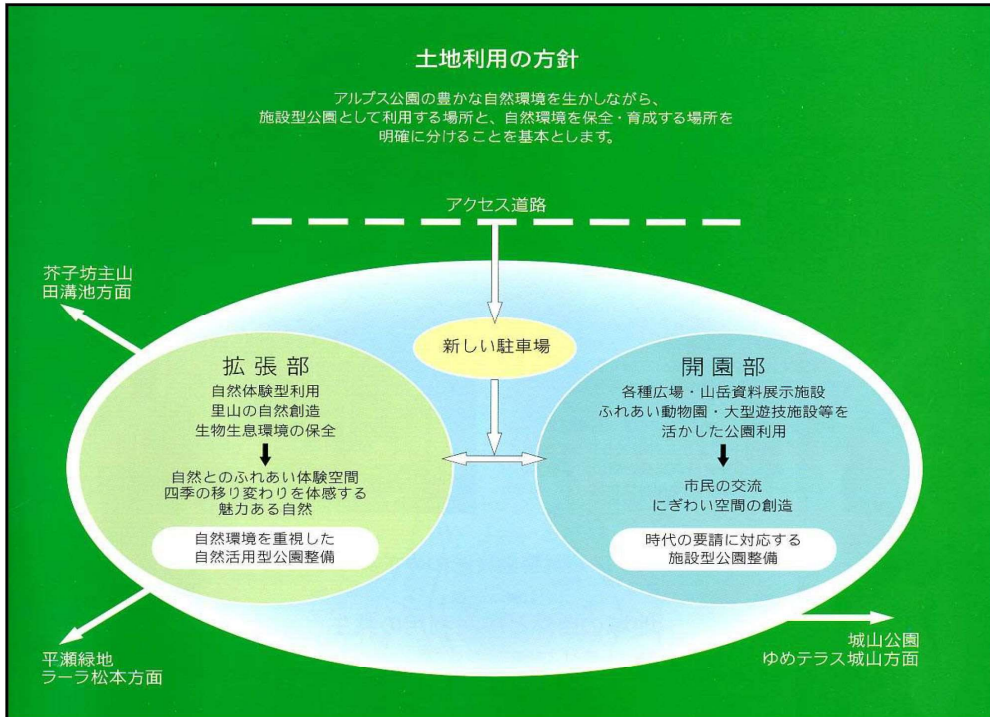 土地利用の方針
アルプス公園の豊かな自然環境を生かしながら、
施設型公園として利用する場所と、自然環境を保全・育成する場所を
明確に分けることを基本とします。
アクセス道路
芥子坊主山
田溝池方面
新しい駐車場
拡張部
自然体験型利用
里山の自然創造
生物生息環境の保全
自然とのふれあい体験空間
四季の移り変わりを体感する
魅力ある自然
自然環境を重視した
自然活用型公園整備
開園部
各種広場・山岳資料展示施設
ふれあい動物園・大型遊技施設等を
活かした公園利用
市民の交流
にぎわい空間の創造
時代の要請に対応する
施設型公園整備
平瀬緑地
ラーラ松本方面
城山公園
ゆめテラス城山方面